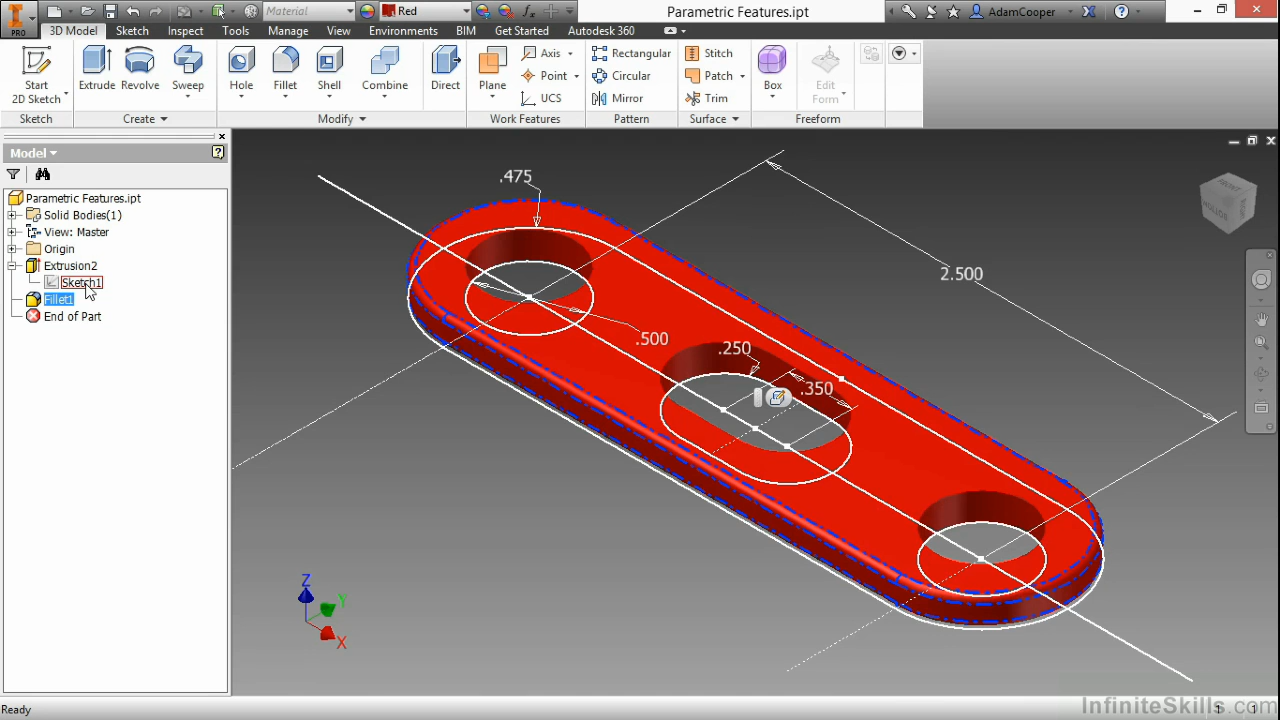 Material
Red
Parametric Features.ipt
AdamCooper
PRO
3D Model Sketch Inspect Tools Manage View Environments BIM Get Started Autodesk 360
Start
2D Sketch
Extrude Revolve Sweep
Hole Fillet Shell Combine
Direct
Plane
Axis
Point
UCS
Rectangular
Circular
Mirror
Stitch
Patch
Trim
Box
Edit
Form
Sketch Create Modify Work Features Pattern Surface Freeform
Model
Parametric Features.ipt
Solid Bodies(1)
View: Master
Origin
Extrusion2
Sketch1
Fillet1
End of Part
.475
2.500
.500
.250
.350
Z
Y
X
Ready
1 1
InfiniteSkills.com